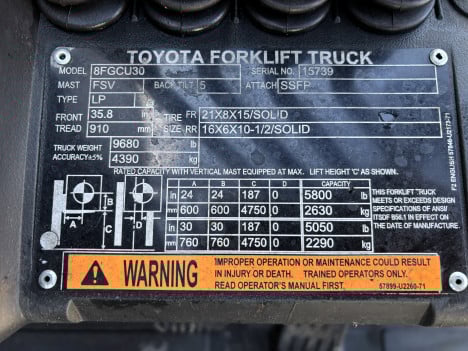 TOYOTA FORKLIFT TRUCK
MODEL 8FGCU30 SERIAL NO. 15739
MAST FSV BACK TILT 5 ATTACH SSFP
TYPE LP
FRONT TREAD 35.8 in TIRE SIZE FR 21X8X15/SOLID
910 mm RR 16X6X10-1/2/SOLID
TRUCK WEIGHT 9680 lb
ACCURACY±5% 4390 kg
RATED CAPACITY WITH VERTICAL MAST EQUIPPED AT MAX. LIFT HEIGHT 'C' AS SHOWN.
A B C D CAPACITY
in 24 24 187 0 5800 lb
mm 600 600 4750 0 2630 kg
in 30 30 187 0 5050 lb
mm 760 760 4750 0 2290 kg
A B C D
THIS FORKLIFT TRUCK
MEETS OR EXCEEDS DESIGN
SPECIFICATIONS OF ANSI/
ITSDF B56.1 IN EFFECT ON
THE DATE OF MANUFACTURE.
F2 ENGLISH 57846-U2170-71
WARNING
IMPROPER OPERATION OR MAINTENANCE COULD RESULT
IN INJURY OR DEATH. TRAINED OPERATORS ONLY.
READ OPERATOR'S MANUAL FIRST. 57899-U2260-71